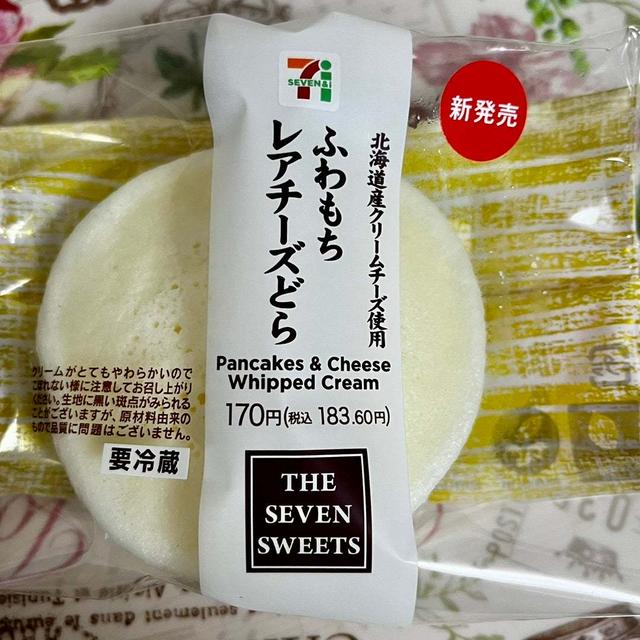 SEVEN&i
新発売
北海道産クリームチーズ使用
ふわもち
レアチーズどら
Pancakes & Cheese
Whipped Cream
170円(税込 183.60円)
クリームがとてもやわらかいので
こぼれない様に注意してお召し上がり
ください。生地に黒い斑点がみられる
ことがございますが、原材料由来の
もので品質に問題はございません。
要冷蔵
THE
SEVEN
SWEETS
seulement dans le